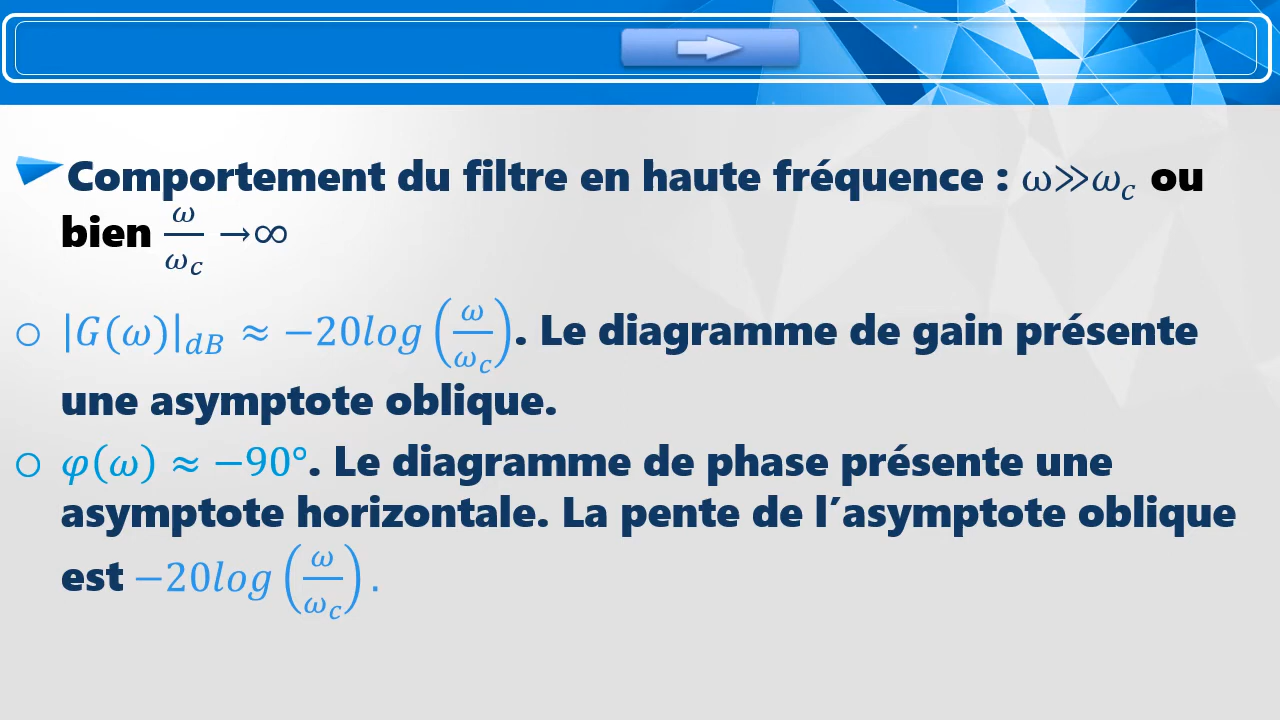 Comportement du filtre en haute fréquence : ω≫ω_c ou
bien ω/ω_c →∞
○ |G(ω)|_dB ≈ −20log(ω/ω_c). Le diagramme de gain présente
une asymptote oblique.
○ φ(ω) ≈ −90°. Le diagramme de phase présente une
asymptote horizontale. La pente de l’asymptote oblique
est −20log(ω/ω_c).